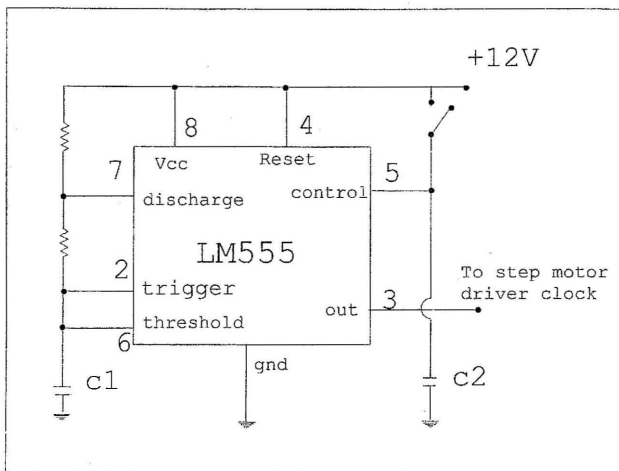 +12V
8
4
7
Vcc
Reset
5
discharge
control
LM555
2
trigger
To step motor
driver clock
out
3
threshold
6
gnd
c1
c2